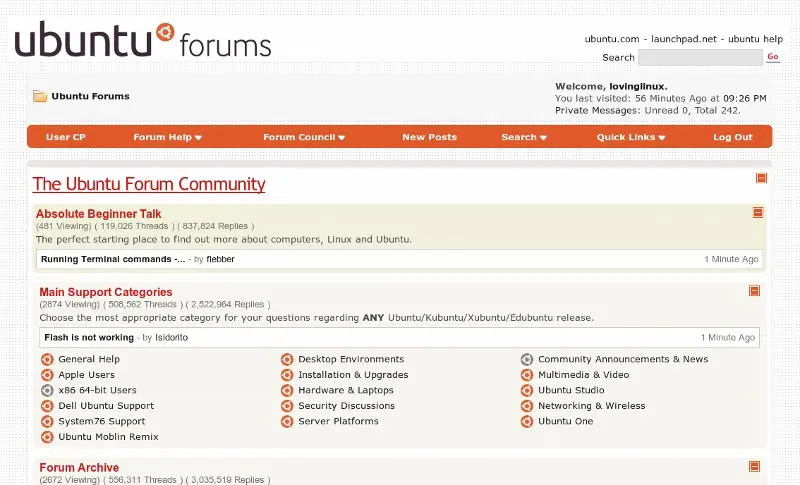 ubuntu forums
ubuntu.com - launchpad.net - ubuntu help
Search Go
Ubuntu Forums
Welcome, lovinglinux.
You last visited: 56 Minutes Ago at 09:26 PM
Private Messages: Unread 0, Total 242.
User CP Forum Help Forum Council New Posts Search Quick Links Log Out
The Ubuntu Forum Community
Absolute Beginner Talk
(481 Viewing) ( 119,026 Threads ) ( 837,824 Replies )
The perfect starting place to find out more about computers, Linux and Ubuntu.
Running Terminal commands -... - by flebber 1 Minute Ago
Main Support Categories
(2874 Viewing) ( 508,562 Threads ) ( 2,522,964 Replies )
Choose the most appropriate category for your questions regarding ANY Ubuntu/Kubuntu/Xubuntu/Edubuntu release.
Flash is not working - by Isidorito 1 Minute Ago
General Help Desktop Environments Community Announcements & News
Apple Users Installation & Upgrades Multimedia & Video
x86 64-bit Users Hardware & Laptops Ubuntu Studio
Dell Ubuntu Support Security Discussions Networking & Wireless
System76 Support Server Platforms Ubuntu One
Ubuntu Moblin Remix
Forum Archive
(2672 Viewing) ( 556,311 Threads ) ( 3,035,519 Replies )